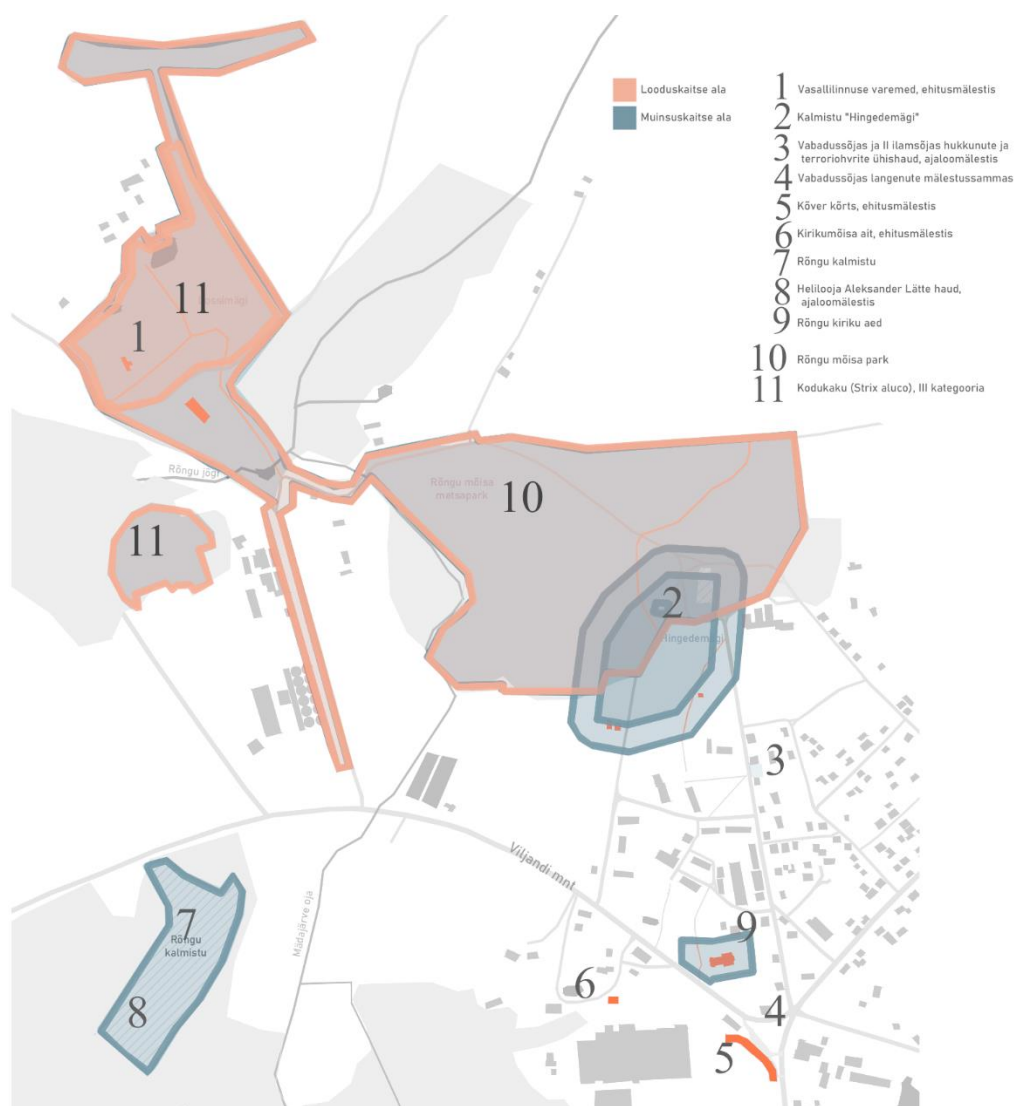 Looduskaitse ala
Muinsuskaitse ala
1 Vasallilinnuse varemed, ehitusmälestis
2 Kalmistu "Hingedemägi"
3 Vabadussõjas ja II ilamsõjas hukkunute ja
terroriohvrite ühishaud, ajaloomälestis
4 Vabadussõjas langenute mälestussammas
5 Kõver kõrts, ehitusmälestis
6 Kirikumõisa ait, ehitusmälestis
7 Rõngu kalmistu
8 Helilooja Aleksander Lätte haud,
ajaloomälestis
9 Rõngu kiriku aed
10 Rõngu mõisa park
11 Kodukaku (Strix aluco), III kategooria
11
1
Rõngu jõgi
Rõngu mõisa
matsapark
10
11
2
Hingedemägi
3
Viljandi mnt
Mädajärve oja
7
Rõngu
kalmistu
8
9
6
4
5